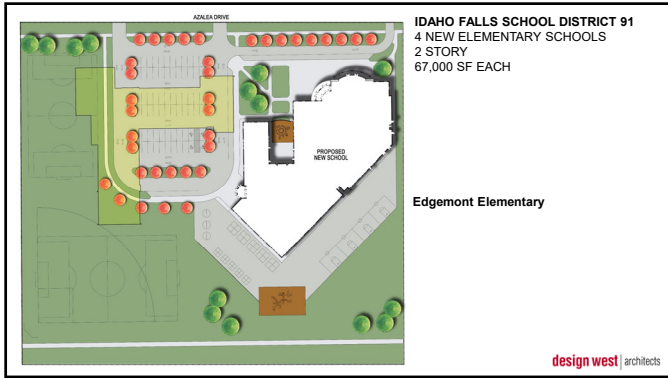 AZALEA DRIVE
IDAHO FALLS SCHOOL DISTRICT 91
4 NEW ELEMENTARY SCHOOLS
2 STORY
67,000 SF EACH
PROPOSED
NEW SCHOOL
Edgemont Elementary
design west | architects